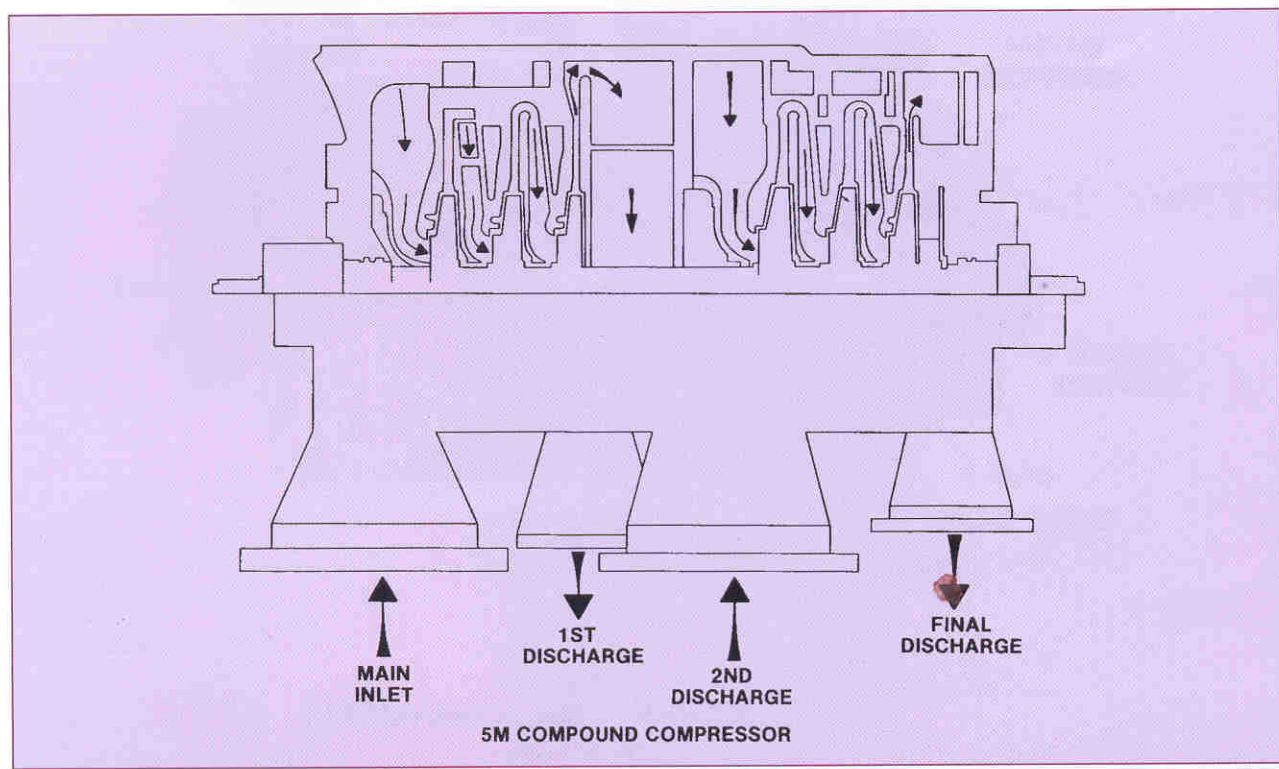 MAIN
INLET
1ST
DISCHARGE
2ND
DISCHARGE
FINAL
DISCHARGE
5M COMPOUND COMPRESSOR